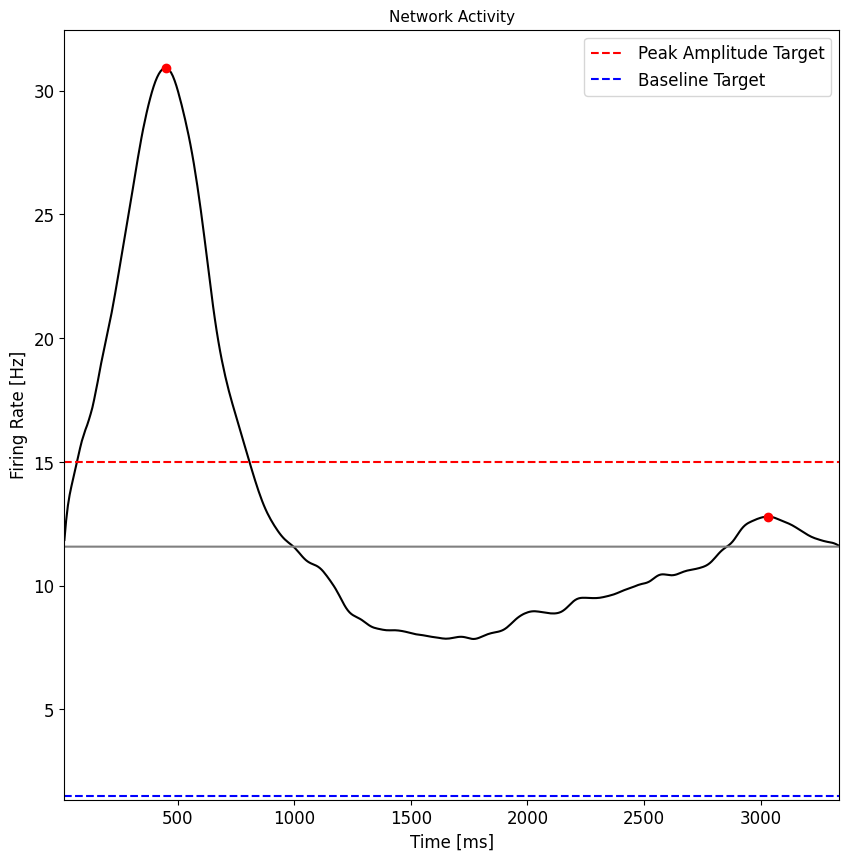 Network Activity
Peak Amplitude Target
Baseline Target
Firing Rate [Hz]
30
25
20
15
10
5
500
1000
1500
2000
2500
3000
Time [ms]